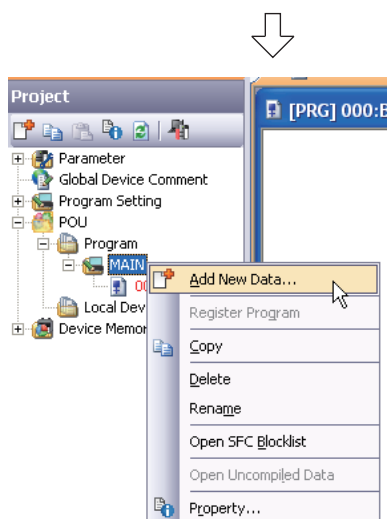 Project
[PRG] 000:B
Parameter
Global Device Comment
Program Setting
POU
Program
MAIN
00
Local Dev
Device Memor
Add New Data...
Register Program
Copy
Delete
Rename
Open SFC Blocklist
Open Uncompiled Data
Property...